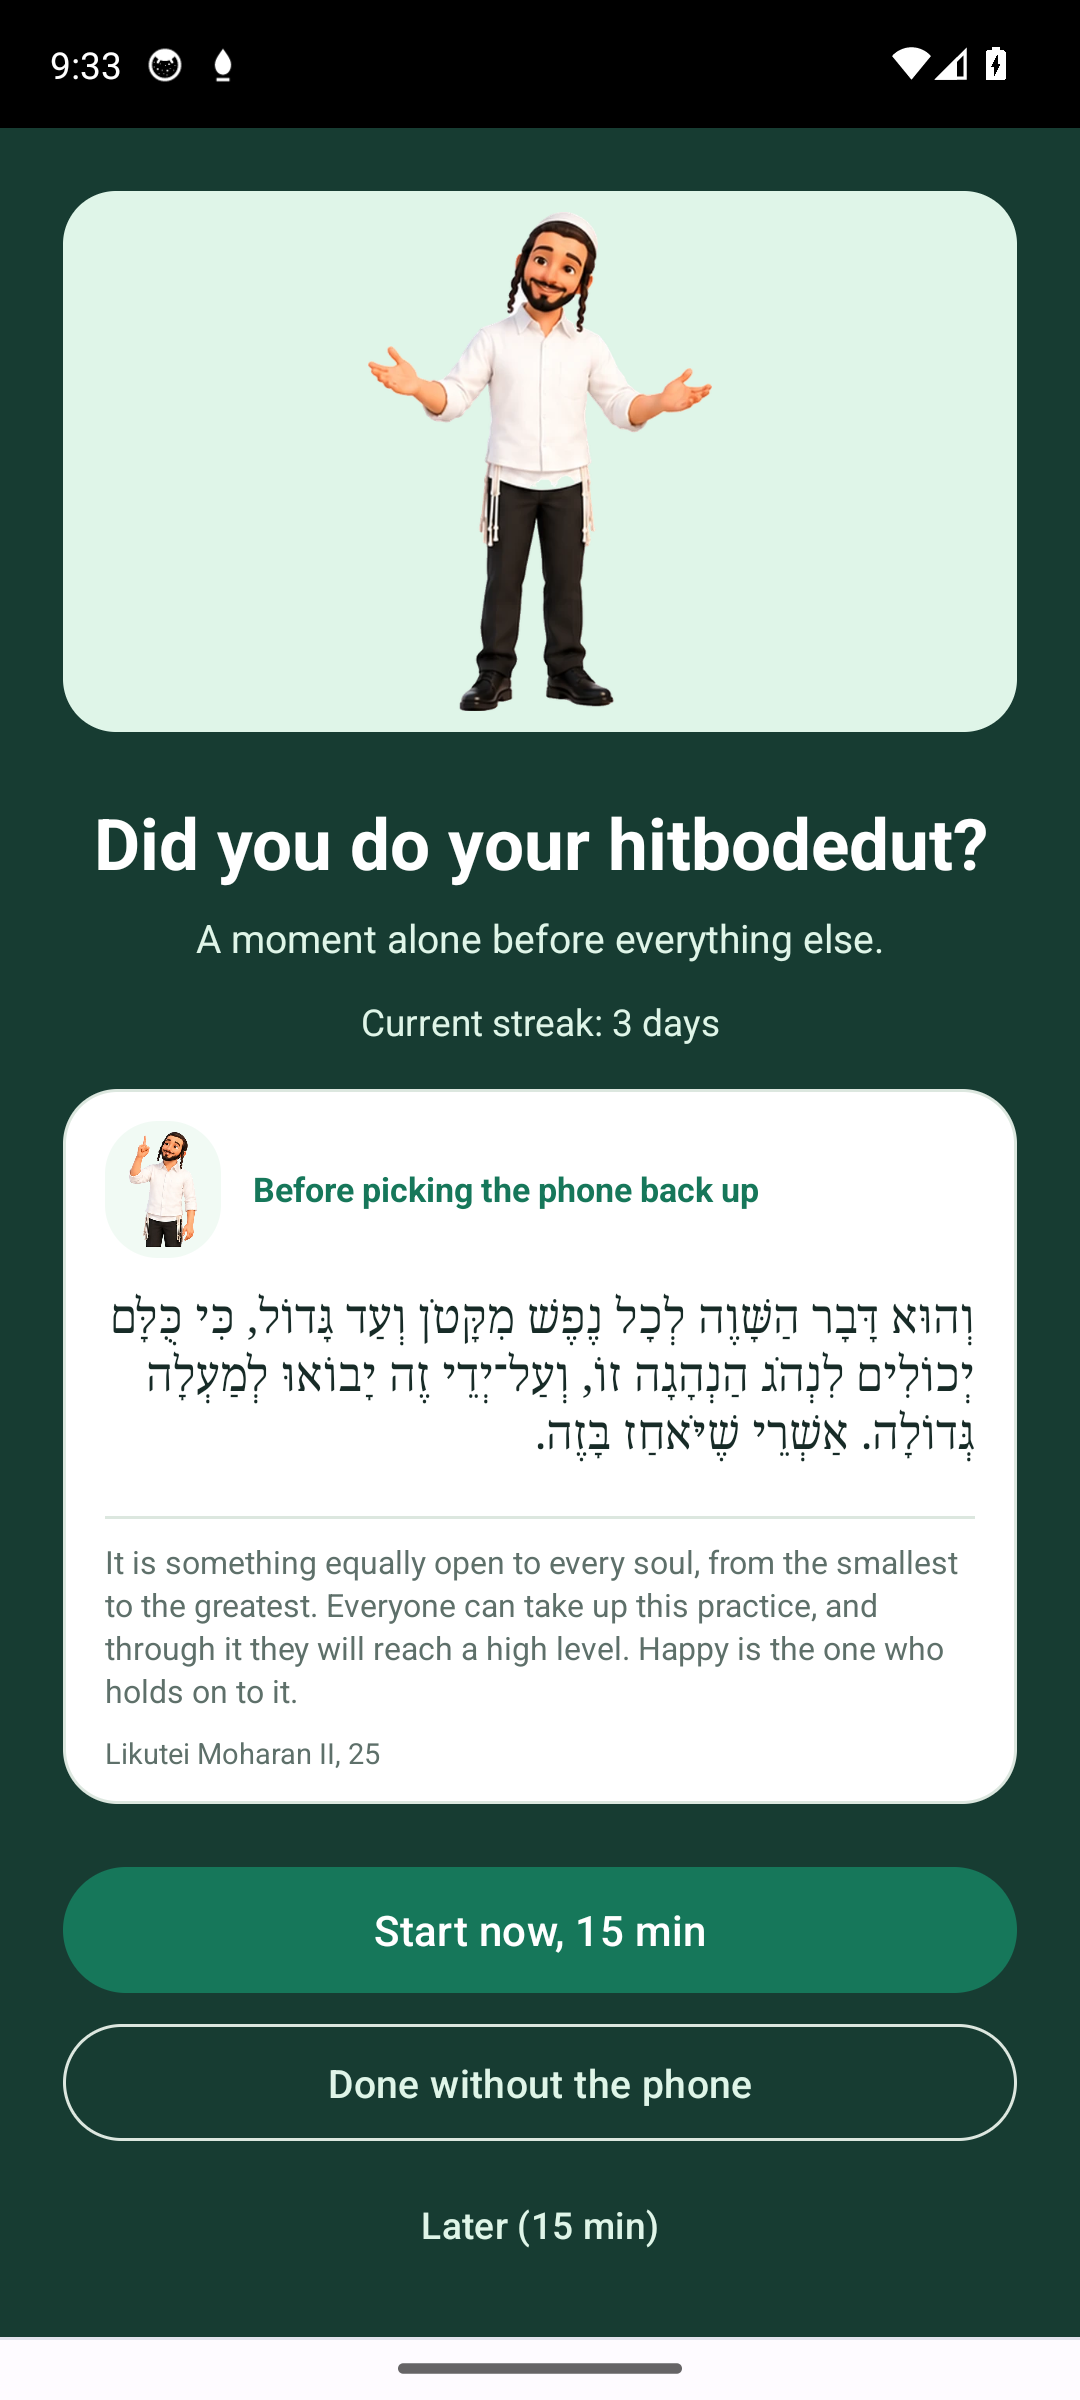 9:33
Did you do your hitbodedut?
A moment alone before everything else.
Current streak: 3 days
Before picking the phone back up
וְהוּא דָּבָר הַשָּׁוֶה לְכָל נֶפֶשׁ מִקָּטֹן וְעַד גָּדוֹל, כִּי כֻּלָּם
יְכוֹלִים לִנְהֹג הַנְהָגָה זוֹ, וְעַל־יְדֵי זֶה יָבוֹאוּ לְמַעְלָה
גְּדוֹלָה. אַשְׁרֵי שֶׁיֹּאחַז בָּזֶה.
It is something equally open to every soul, from the smallest
to the greatest. Everyone can take up this practice, and
through it they will reach a high level. Happy is the one who
holds on to it.
Likutei Moharan II, 25
Start now, 15 min
Done without the phone
Later (15 min)